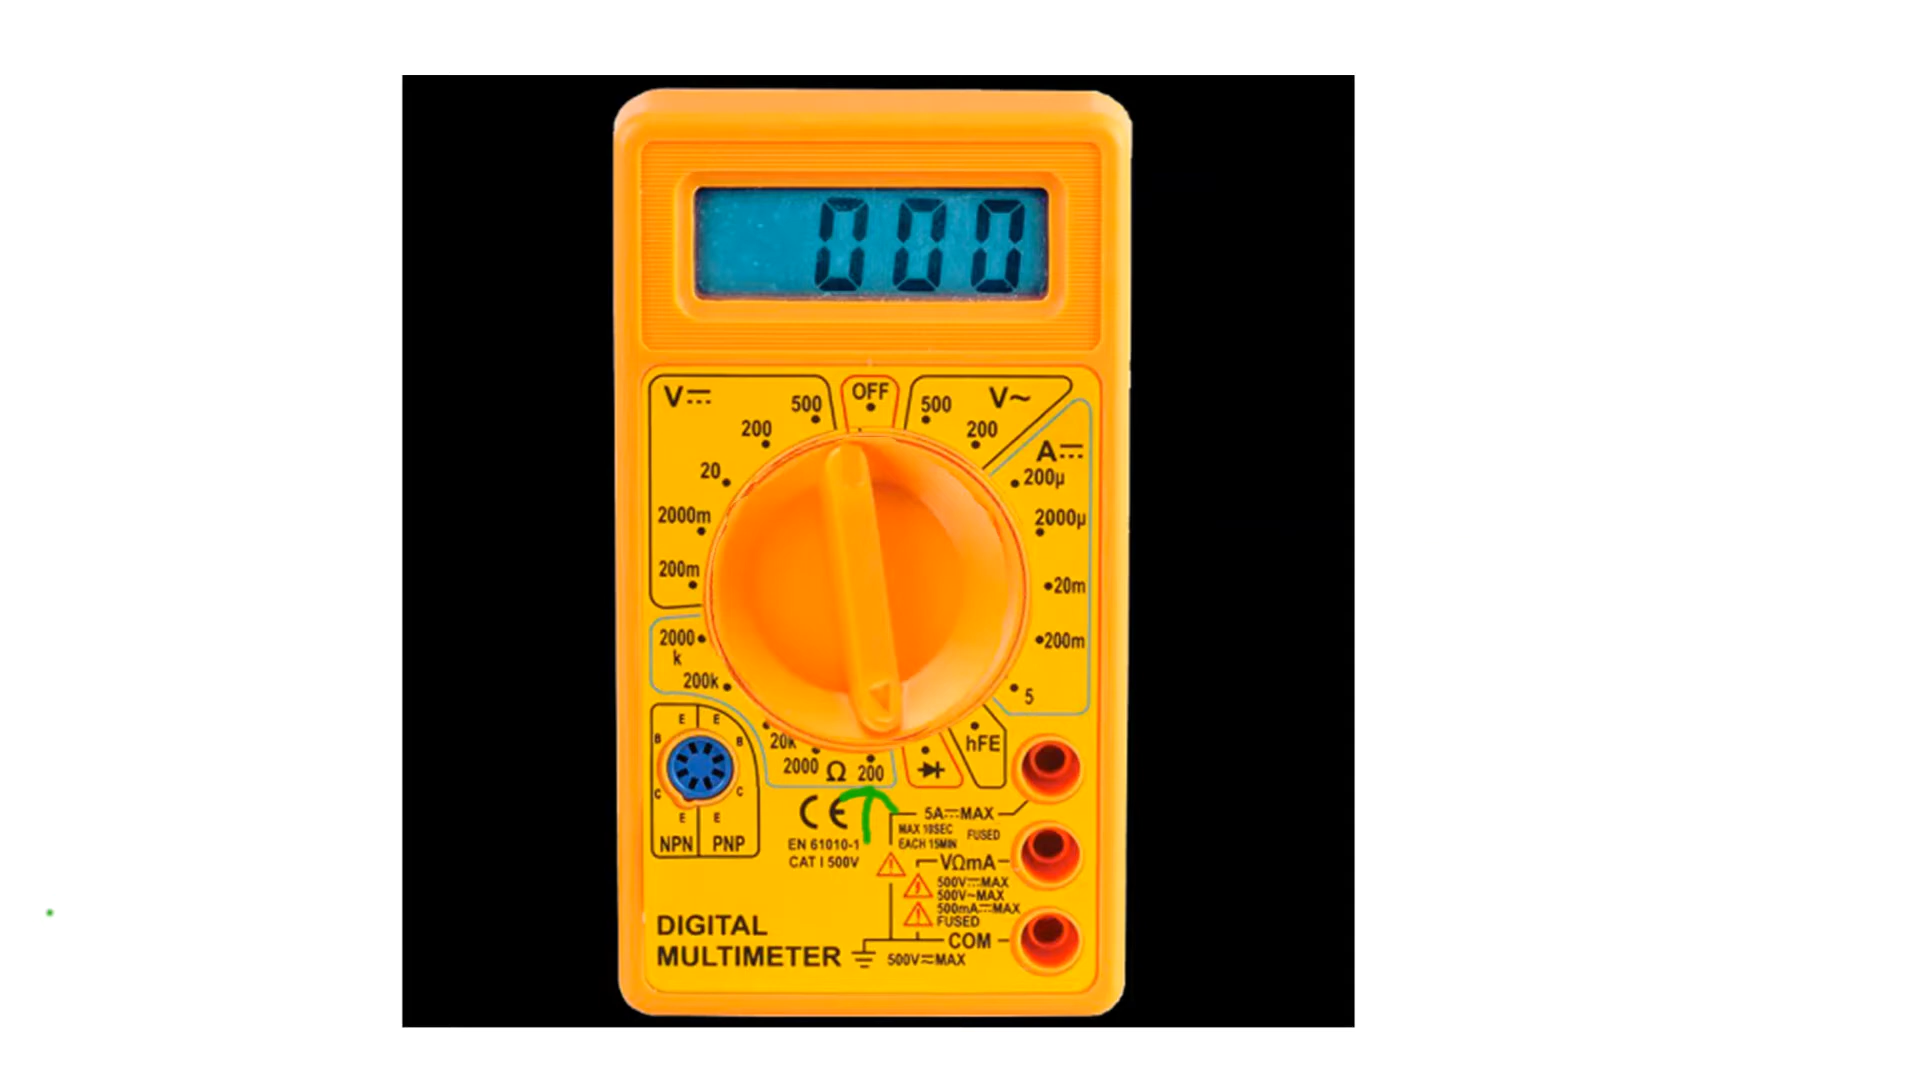 000
OFF
V⎓
500
200
20
2000m
200m
500
V~
200
A⎓
200µ
2000µ
20m
200m
5
2000
k
200k
20k
2000
Ω
200
hFE
E E
B B
C C
E E
NPN PNP
CE
EN 61010-1
CAT I 500V
5A⎓MAX
MAX 10SEC
EACH 15MIN
FUSED
VΩmA
500V⎓MAX
500V~MAX
500mA⎓MAX
FUSED
COM
500V⎓MAX
DIGITAL
MULTIMETER